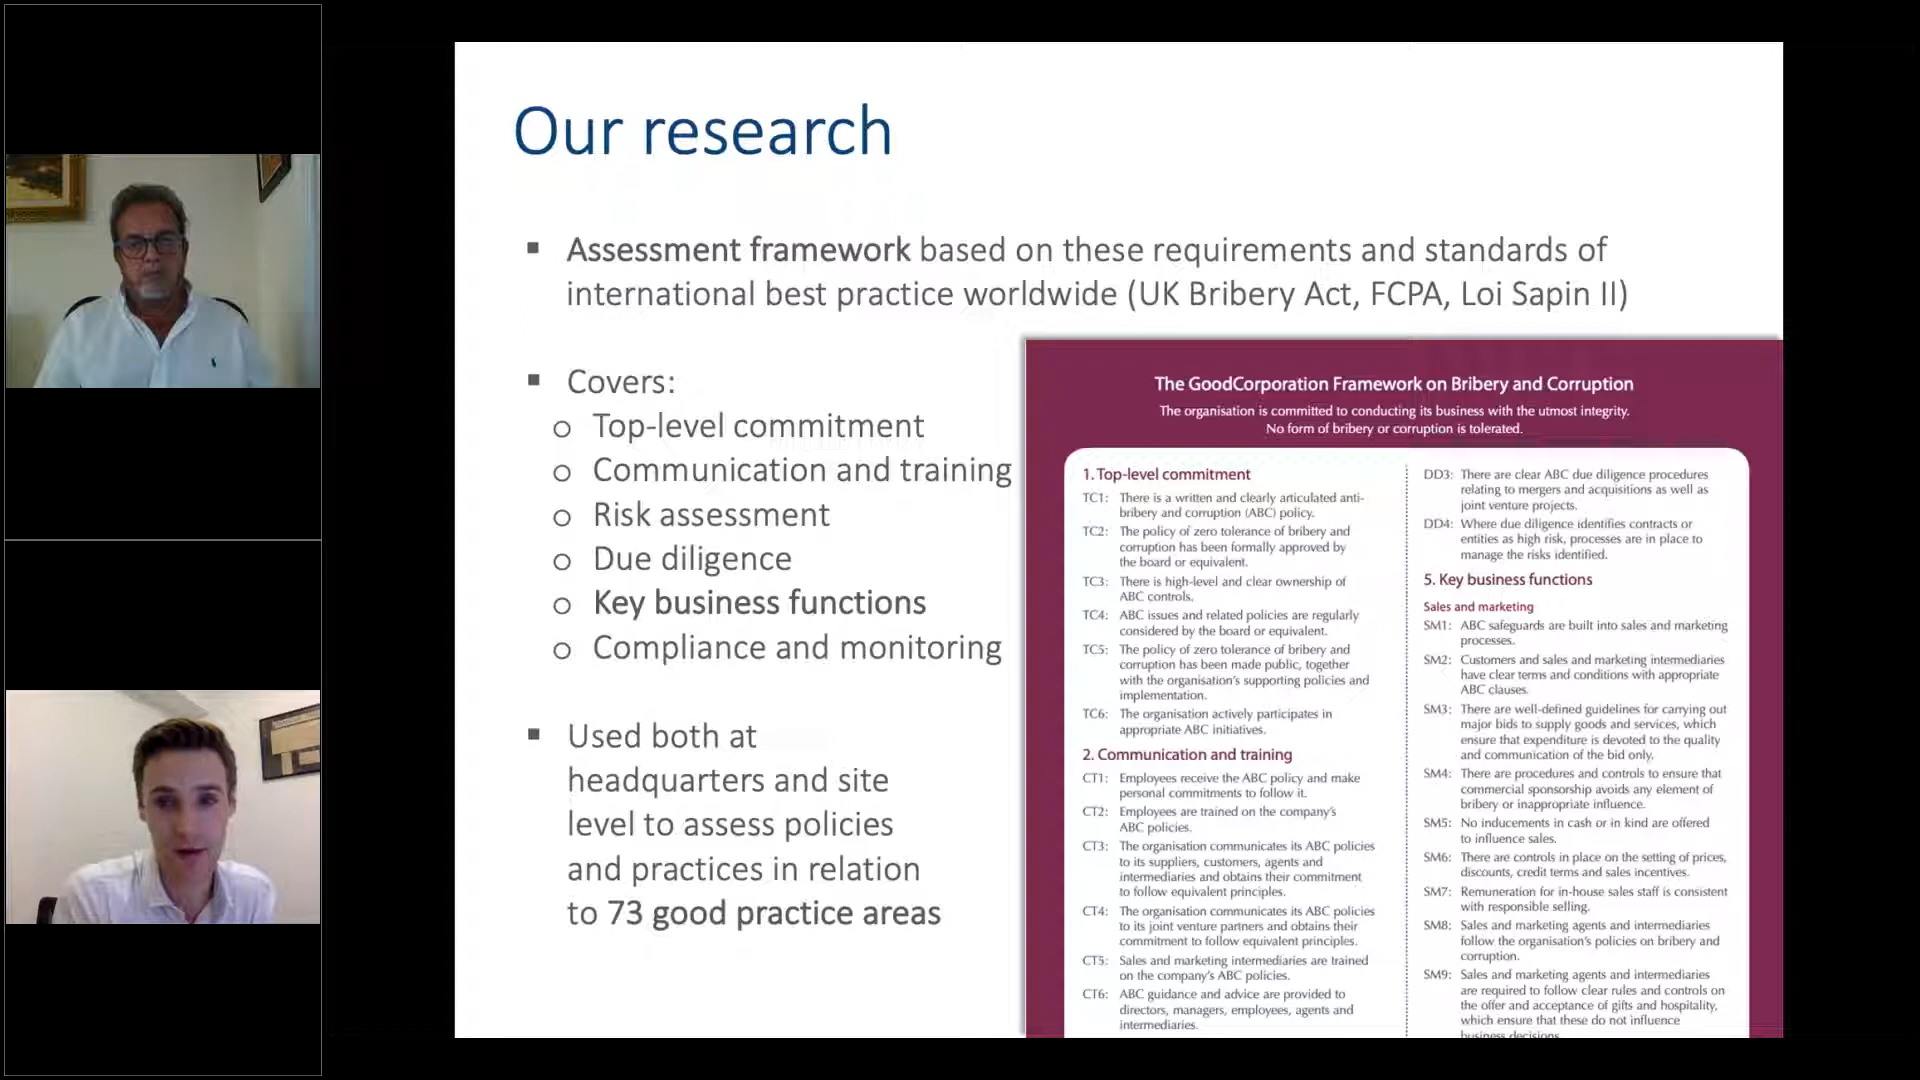 Our research
▪ Assessment framework based on these requirements and standards of
international best practice worldwide (UK Bribery Act, FCPA, Loi Sapin II)
▪ Covers:
o Top-level commitment
o Communication and training
o Risk assessment
o Due diligence
o Key business functions
o Compliance and monitoring
▪ Used both at
headquarters and site
level to assess policies
and practices in relation
to 73 good practice areas
The GoodCorporation Framework on Bribery and Corruption
The organisation is committed to conducting its business with the utmost integrity.
No form of bribery or corruption is tolerated.
1. Top-level commitment
TC1: There is a written and clearly articulated anti-
bribery and corruption (ABC) policy.
TC2: The policy of zero tolerance of bribery and
corruption has been formally approved by
the board or equivalent.
TC3: There is high-level and clear ownership of
ABC controls.
TC4: ABC issues and related policies are regularly
considered by the board or equivalent.
TC5: The policy of zero tolerance of bribery and
corruption has been made public, together
with the organisation's supporting policies and
implementation.
TC6: The organisation actively participates in
appropriate ABC initiatives.
2. Communication and training
CT1: Employees receive the ABC policy and make
personal commitments to follow it.
CT2: Employees are trained on the company's
ABC policies.
CT3: The organisation communicates its ABC policies
to its suppliers, customers, agents and
intermediaries and obtains their commitment
to follow equivalent principles.
CT4: The organisation communicates its ABC policies
to its joint venture partners and obtains their
commitment to follow equivalent principles.
CT5: Sales and marketing intermediaries are trained
on the company's ABC policies.
CT6: ABC guidance and advice are provided to
directors, managers, employees, agents and
intermediaries.
DD3: There are clear ABC due diligence procedures
relating to mergers and acquisitions as well as
joint venture projects.
DD4: Where due diligence identifies contracts or
entities as high risk, processes are in place to
manage the risks identified.
5. Key business functions
Sales and marketing
SM1: ABC safeguards are built into sales and marketing
processes.
SM2: Customers and sales and marketing intermediaries
have clear terms and conditions with appropriate
ABC clauses.
SM3: There are well-defined guidelines for carrying out
major bids to supply goods and services, which
ensure that expenditure is devoted to the quality
and communication of the bid only.
SM4: There are procedures and controls to ensure that
commercial sponsorship avoids any element of
bribery or inappropriate influence.
SM5: No inducements in cash or in kind are offered
to influence sales.
SM6: There are controls in place on the setting of prices,
discounts, credit terms and sales incentives.
SM7: Remuneration for in-house sales staff is consistent
with responsible selling.
SM8: Sales and marketing agents and intermediaries
follow the organisation's policies on bribery and
corruption.
SM9: Sales and marketing agents and intermediaries
are required to follow clear rules and controls on
the offer and acceptance of gifts and hospitality,
which ensure that these do not influence
business decisions.